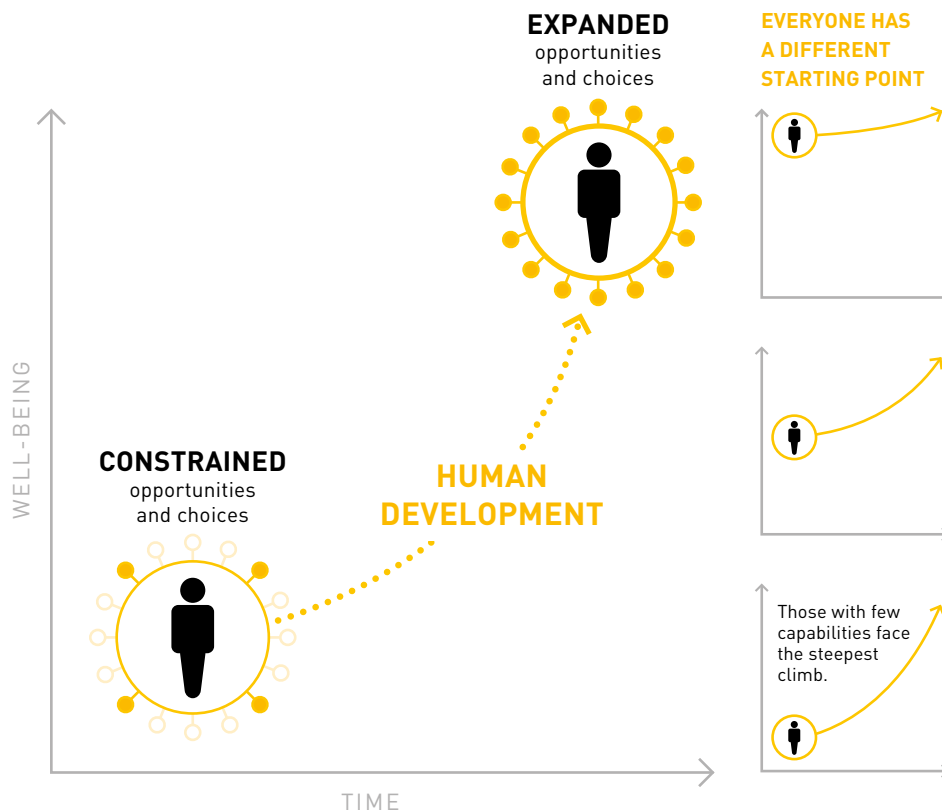 EXPANDED
opportunities
and choices
EVERYONE HAS
A DIFFERENT
STARTING POINT
WELL-BEING
CONSTRAINED
opportunities
and choices
HUMAN
DEVELOPMENT
Those with few
capabilities face
the steepest
climb.
TIME